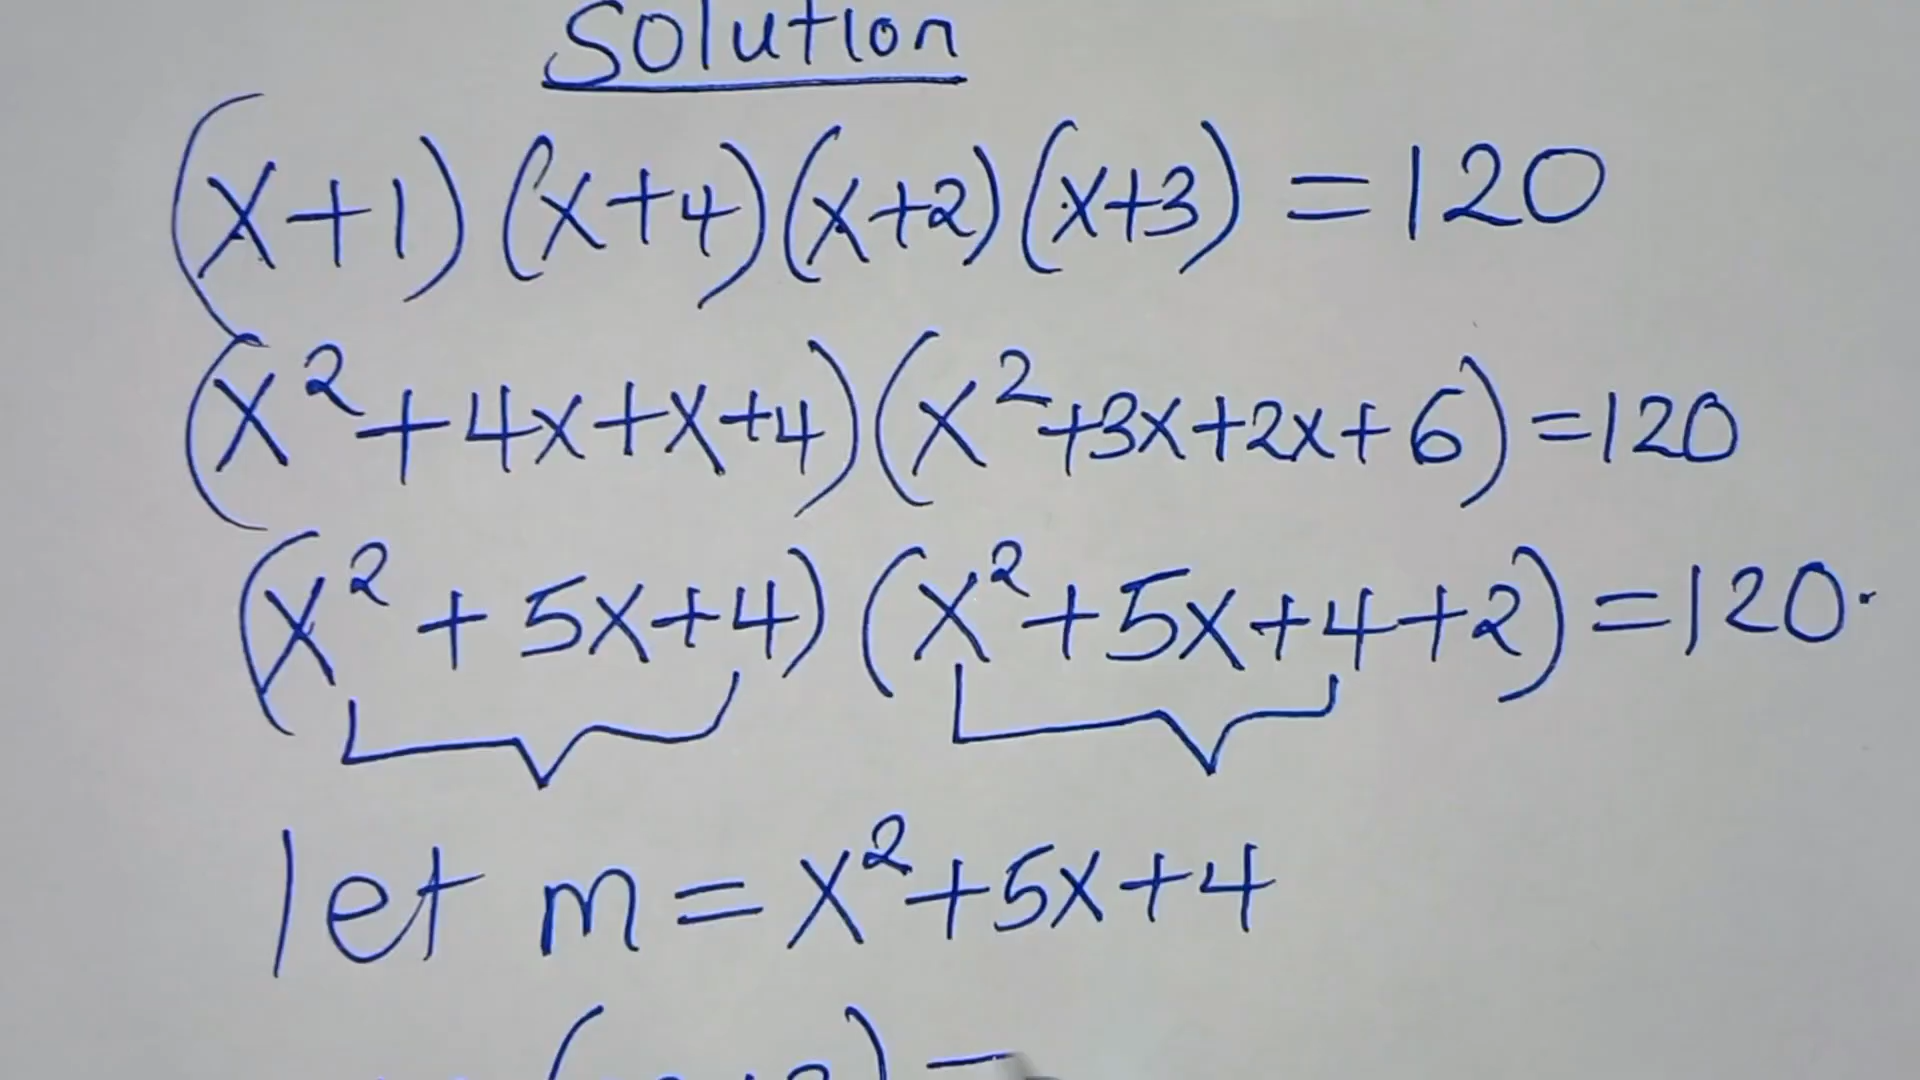 Solution
(x+1)(x+4)(x+2)(x+3)=120
(x²+4x+x+4)(x²+3x+2x+6)=120
(x²+5x+4)(x²+5x+4+2)=120.
let m=x²+5x+4